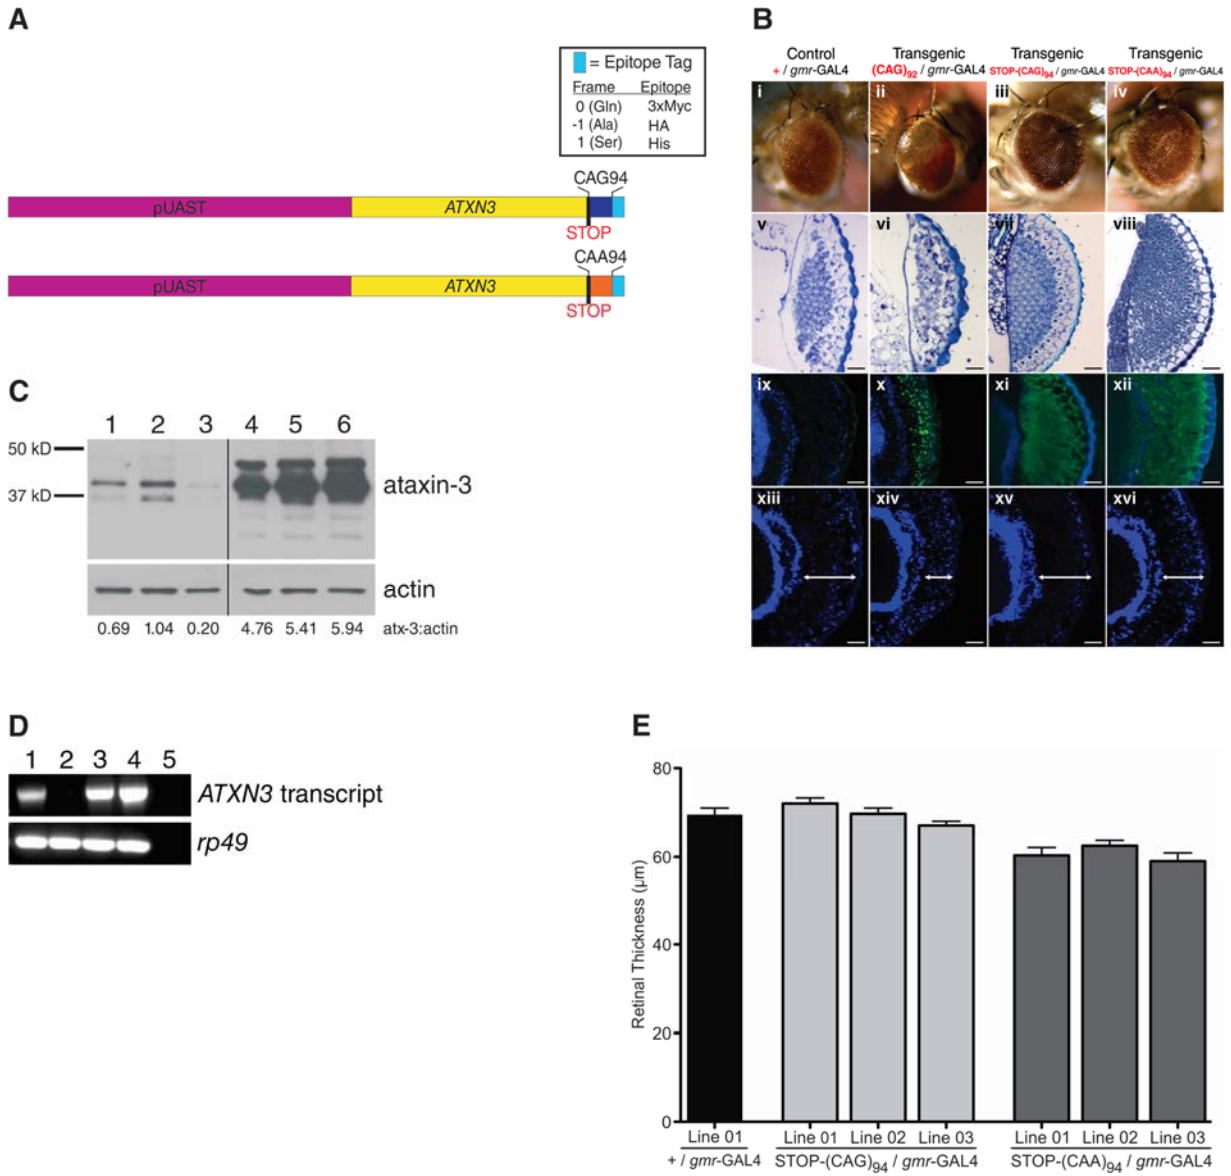 A
= Epitope Tag
Frame Epitope
0 (Gln) 3xMyc
-1 (Ala) HA
1 (Ser) His
CAG94
pUAST ATXN3
STOP
CAA94
pUAST ATXN3
STOP
B
Control Transgenic Transgenic Transgenic
+ / gmr-GAL4 (CAG)92 / gmr-GAL4 STOP-(CAG)94 / gmr-GAL4 STOP-(CAA)94 / gmr-GAL4
i ii iii iv
v vi vii viii
ix x xi xii
xiii xiv xv xvi
C
1 2 3 4 5 6
50 kD
37 kD
ataxin-3
actin
0.69 1.04 0.20 4.76 5.41 5.94 atx-3:actin
D
1 2 3 4 5
ATXN3 transcript
rp49
E
Retinal Thickness (μm)
80
60
40
20
0
Line 01 Line 01 Line 02 Line 03 Line 01 Line 02 Line 03
+ / gmr-GAL4 STOP-(CAG)94 / gmr-GAL4 STOP-(CAA)94 / gmr-GAL4